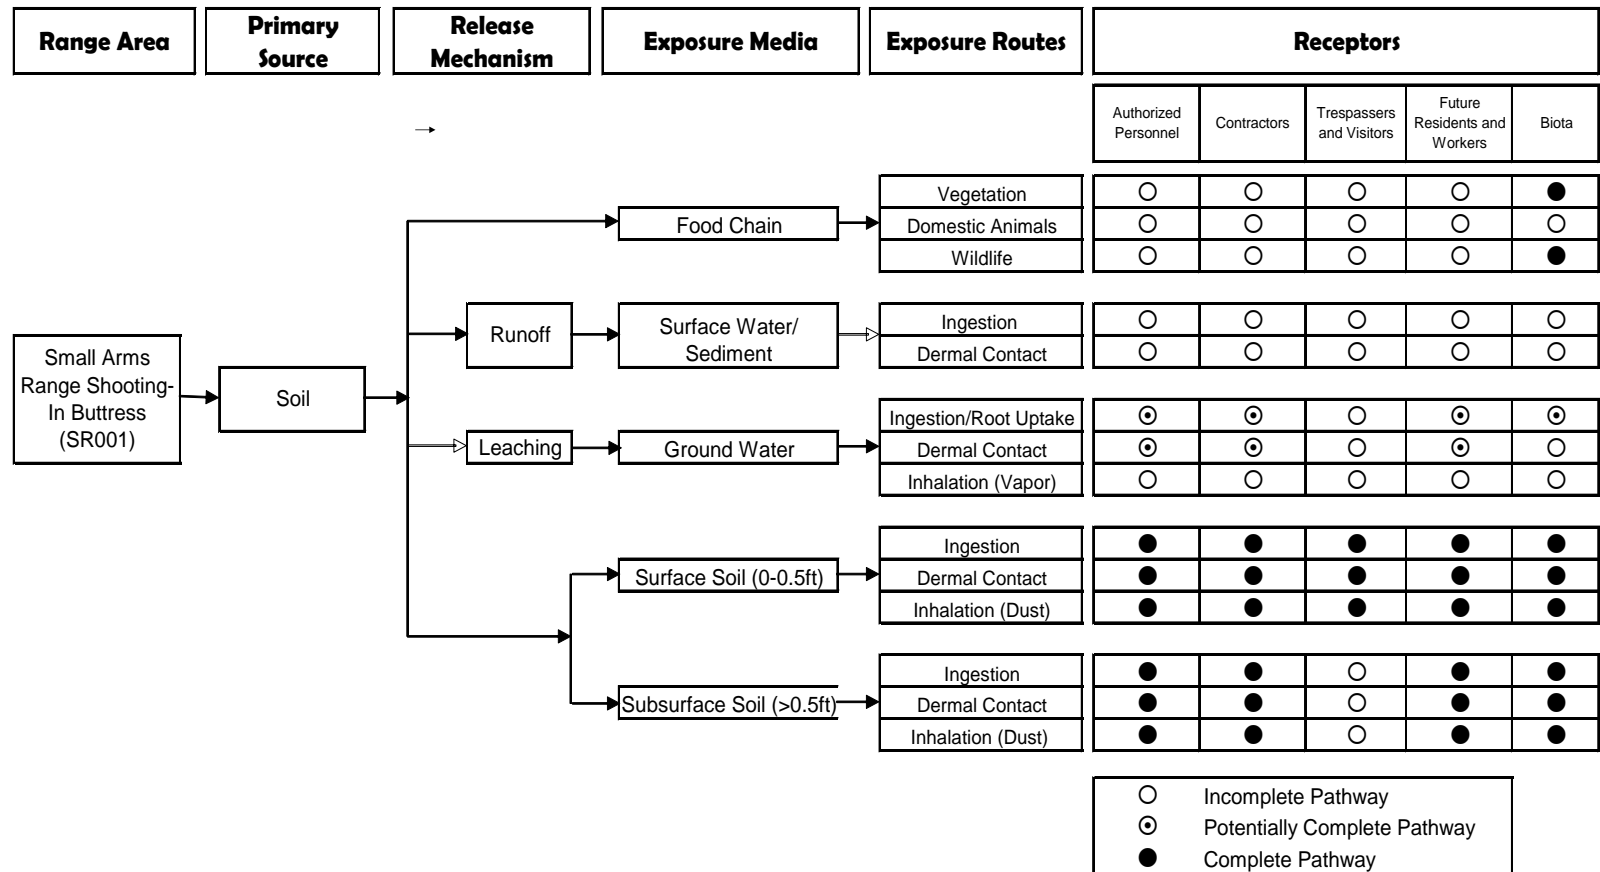 Range Area
Primary
Source
Release
Mechanism
Exposure Media
Exposure Routes
Receptors
Authorized
Personnel
Contractors
Trespassers
and Visitors
Future
Residents and
Workers
Biota
Vegetation
Food Chain
Domestic Animals
Wildlife
Runoff
Surface Water/
Sediment
Ingestion
Dermal Contact
Small Arms
Range Shooting-
In Buttress
(SR001)
Soil
Leaching
Ground Water
Ingestion/Root Uptake
Dermal Contact
Inhalation (Vapor)
Surface Soil (0-0.5ft)
Ingestion
Dermal Contact
Inhalation (Dust)
Subsurface Soil (>0.5ft)
Ingestion
Dermal Contact
Inhalation (Dust)
Incomplete Pathway
Potentially Complete Pathway
Complete Pathway